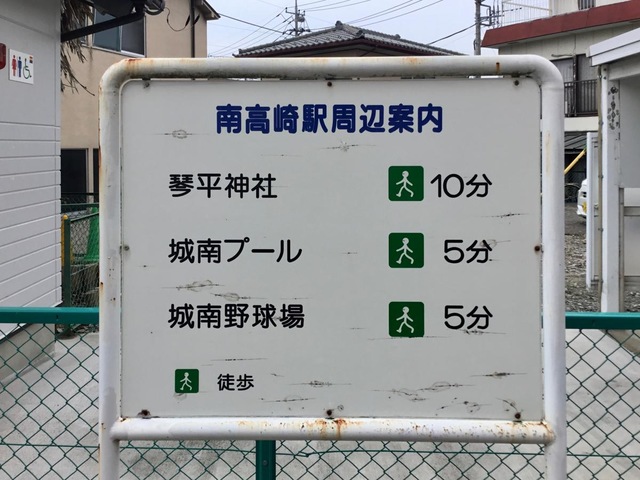 南高崎駅周辺案内
琴平神社 10分
城南プール 5分
城南野球場 5分
徒歩